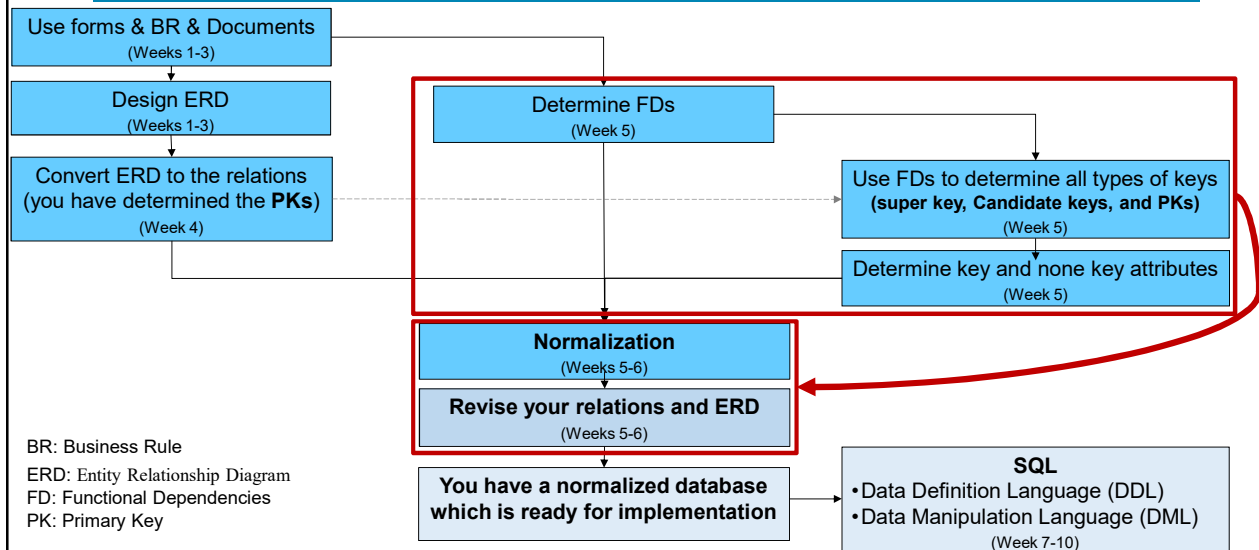 Use forms & BR & Documents
(Weeks 1-3)
Design ERD
(Weeks 1-3)
Convert ERD to the relations
(you have determined the PKs)
(Week 4)
Determine FDs
(Week 5)
Use FDs to determine all types of keys
(super key, Candidate keys, and PKs)
(Week 5)
Determine key and none key attributes
(Week 5)
Normalization
(Weeks 5-6)
Revise your relations and ERD
(Weeks 5-6)
You have a normalized database
which is ready for implementation
SQL
•Data Definition Language (DDL)
•Data Manipulation Language (DML)
(Week 7-10)
BR: Business Rule
ERD: Entity Relationship Diagram
FD: Functional Dependencies
PK: Primary Key